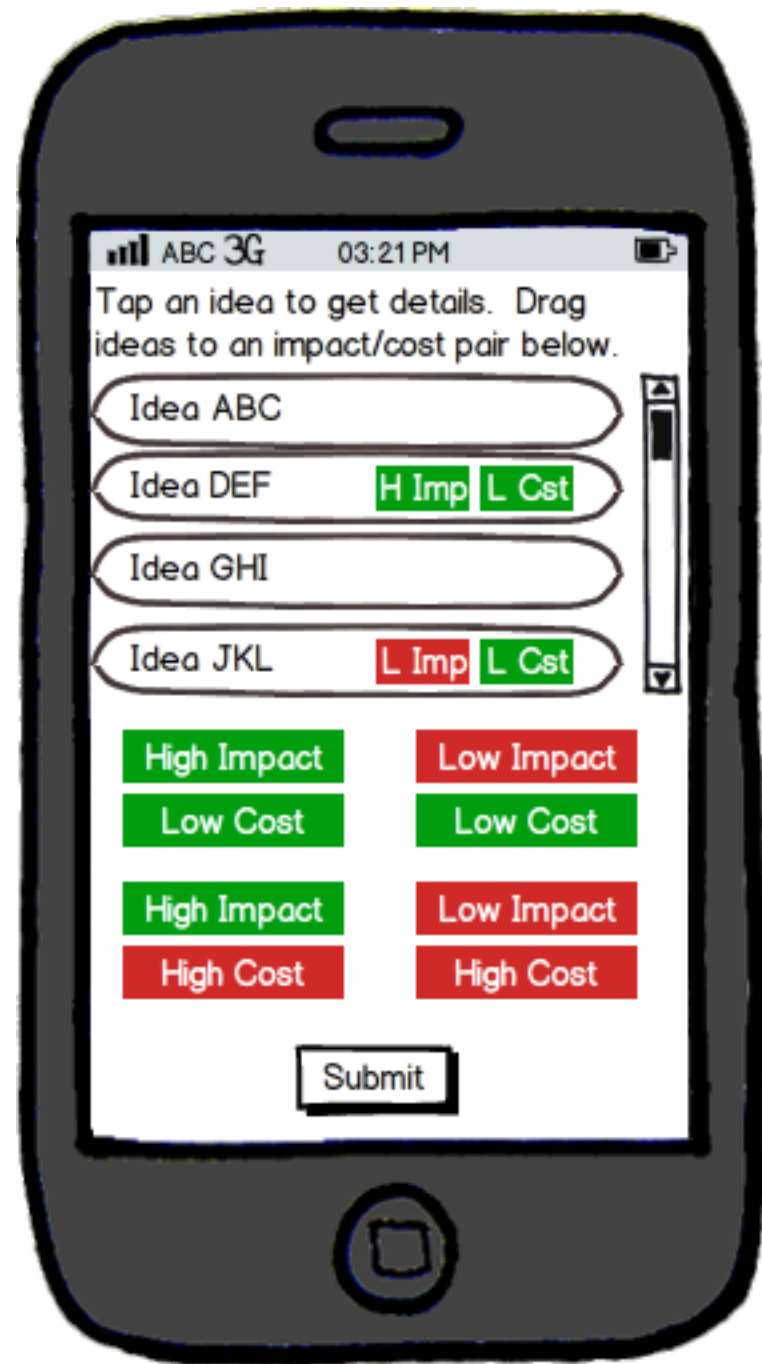 ABC 3G 03:21 PM
Tap an idea to get details. Drag
ideas to an impact/cost pair below.
Idea ABC
Idea DEF H Imp L Cst
Idea GHI
Idea JKL L Imp L Cst
High Impact Low Impact
Low Cost Low Cost
High Impact Low Impact
High Cost High Cost
Submit